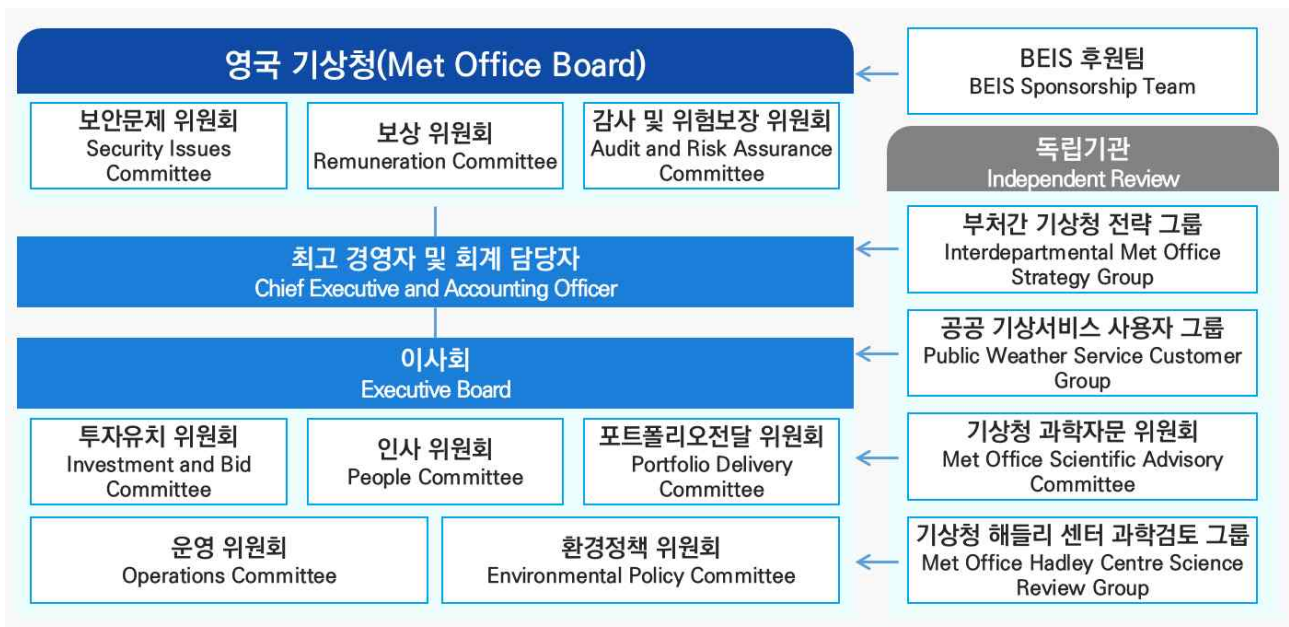 영국 기상청(Met Office Board)
보안문제 위원회
Security Issues
Committee
보상 위원회
Remuneration Committee
감사 및 위험보장 위원회
Audit and Risk Assurance
Committee
최고 경영자 및 회계 담당자
Chief Executive and Accounting Officer
이사회
Executive Board
투자유치 위원회
Investment and Bid
Committee
인사 위원회
People Committee
포트폴리오전달 위원회
Portfolio Delivery
Committee
운영 위원회
Operations Committee
환경정책 위원회
Environmental Policy Committee
BEIS 후원팀
BEIS Sponsorship Team
독립기관
Independent Review
부처간 기상청 전략 그룹
Interdepartmental Met Office
Strategy Group
공공 기상서비스 사용자 그룹
Public Weather Service Customer
Group
기상청 과학자문 위원회
Met Office Scientific Advisory
Committee
기상청 해들리 센터 과학검토 그룹
Met Office Hadley Centre Science
Review Group